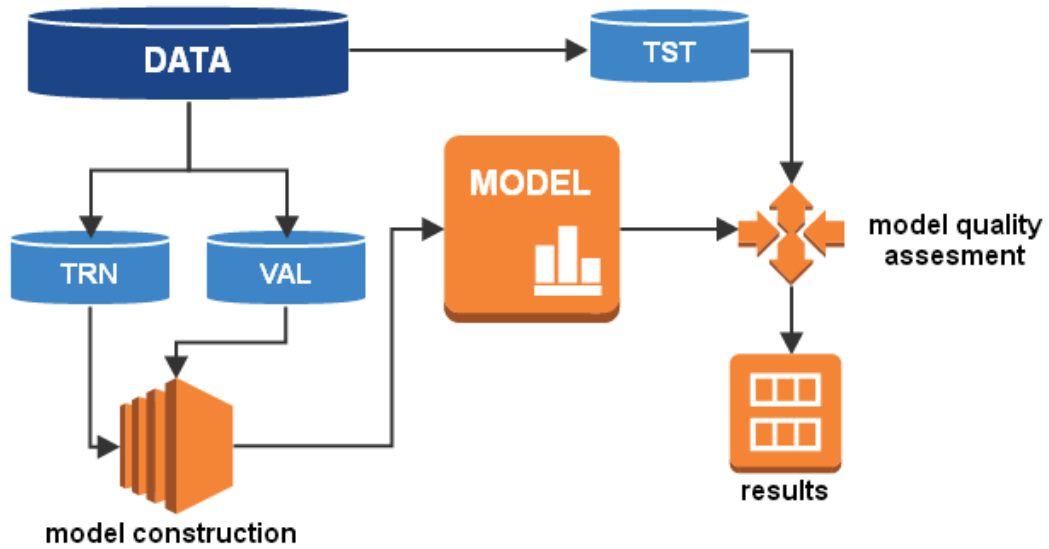 DATA
TST
MODEL
TRN
VAL
model quality
assesment
model construction
results